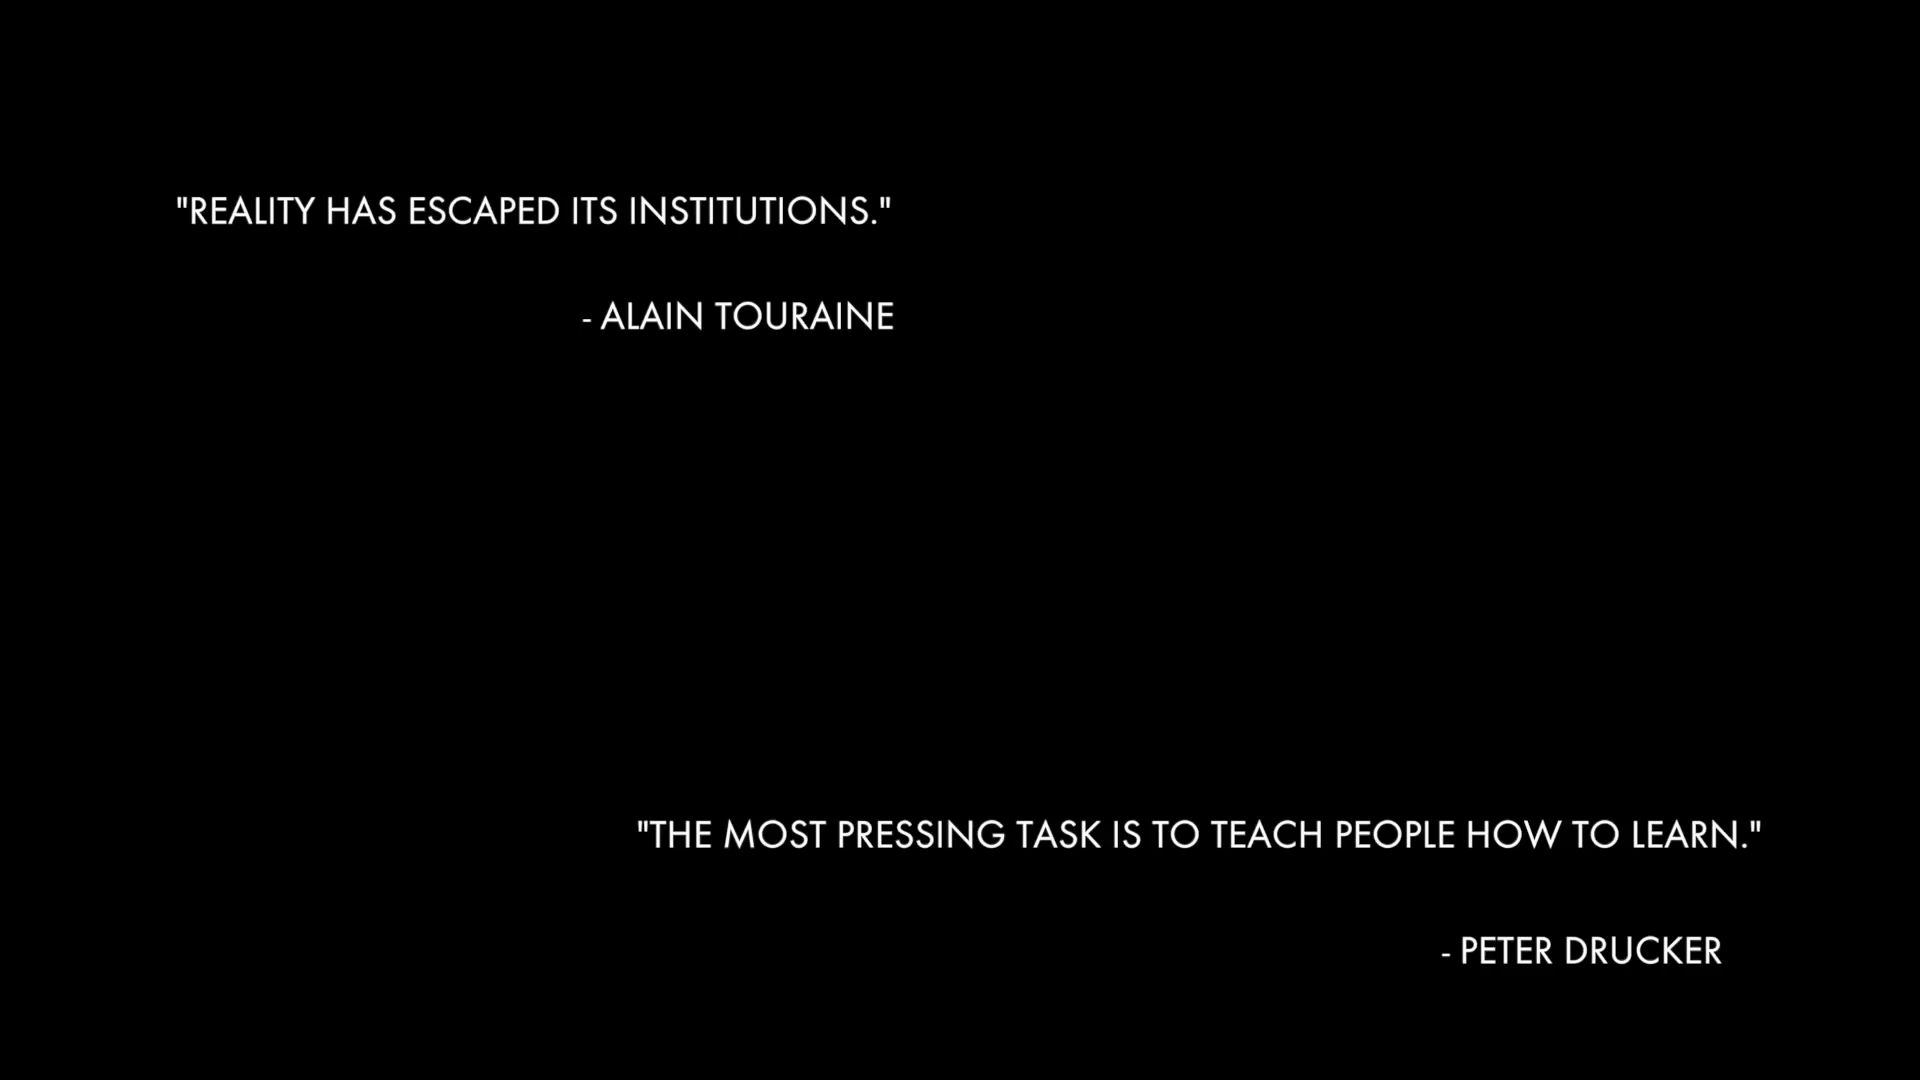 "REALITY HAS ESCAPED ITS INSTITUTIONS."
- ALAIN TOURAINE
"THE MOST PRESSING TASK IS TO TEACH PEOPLE HOW TO LEARN."
- PETER DRUCKER